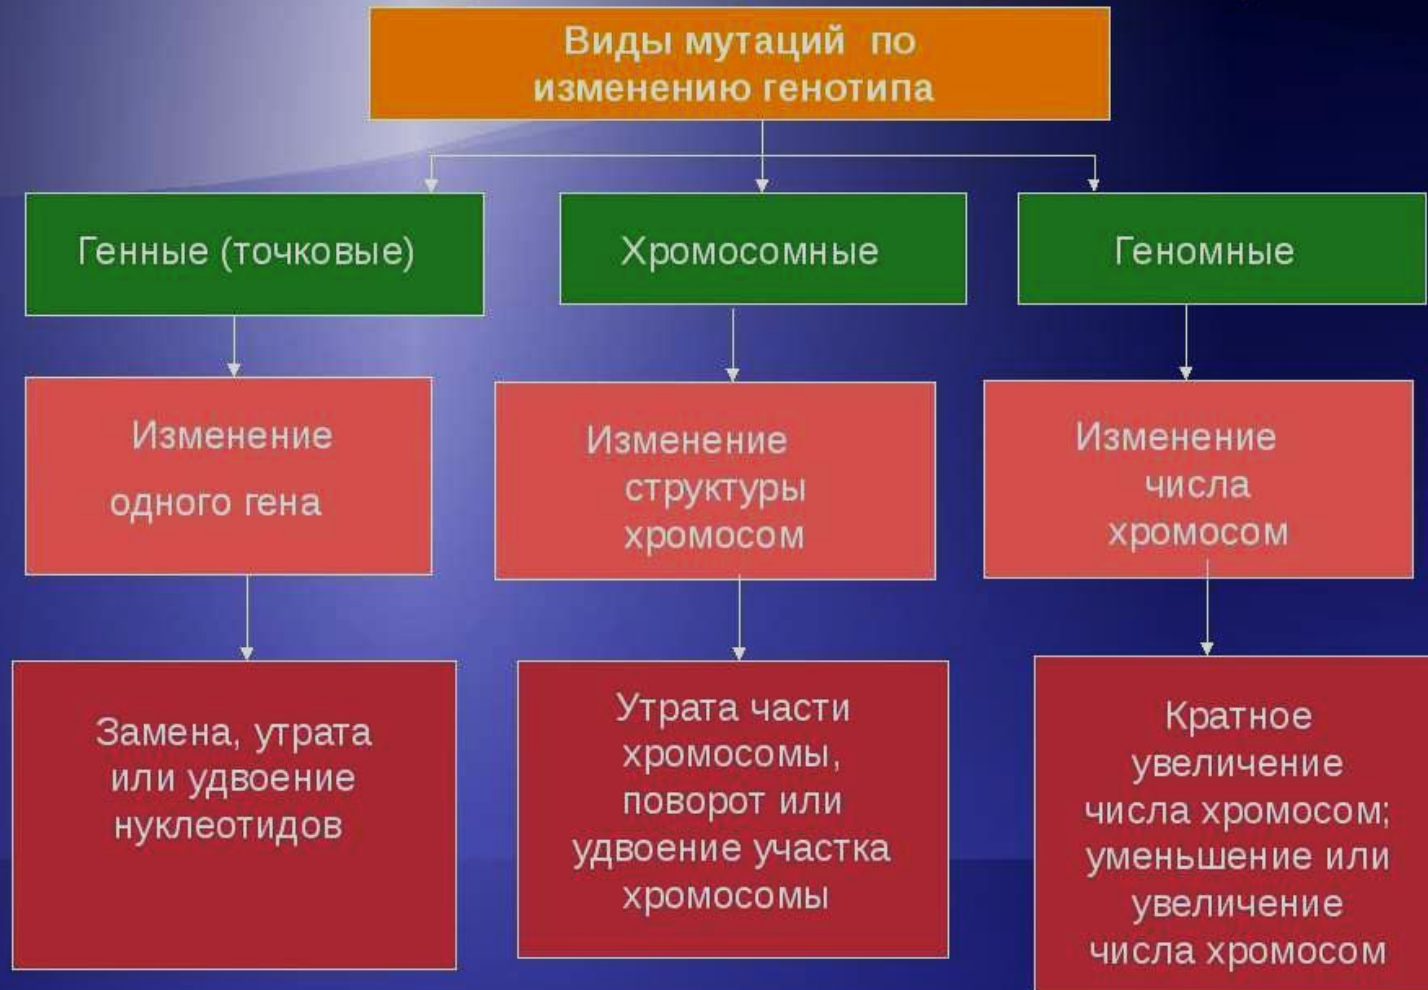 Виды мутаций по
изменению генотипа
Генные (точковые)
Хромосомные
Геномные
Изменение
одного гена
Изменение
структуры
хромосом
Изменение
числа
хромосом
Замена, утрата
или удвоение
нуклеотидов
Утрата части
хромосомы,
поворот или
удвоение участка
хромосомы
Кратное
увеличение
числа хромосом;
уменьшение или
увеличение
числа хромосом